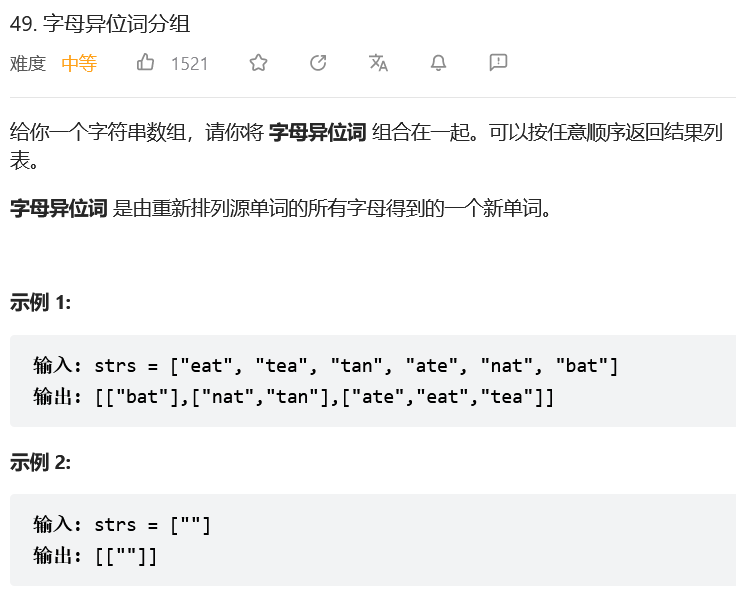 49. 字母异位词分组
难度 中等 1521
给你一个字符串数组，请你将 字母异位词 组合在一起。可以按任意顺序返回结果列
表。
字母异位词 是由重新排列源单词的所有字母得到的一个新单词。
示例 1:
输入: strs = ["eat", "tea", "tan", "ate", "nat", "bat"]
输出: [["bat"],["nat","tan"],["ate","eat","tea"]]
示例 2:
输入: strs = [""]
输出: [[""]]